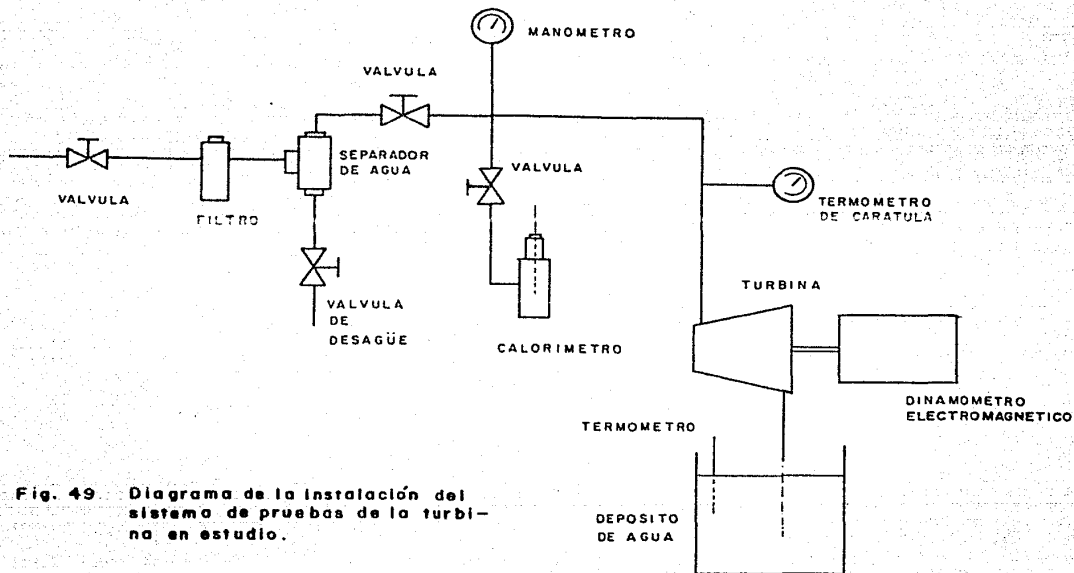 MANOMETRO
VALVULA
VALVULA
FILTRO
SEPARADOR
DE AGUA
VALVULA
VALVULA
DE
DESAGÜE
CALORIMETRO
TERMOMETRO
DE CARATULA
TURBINA
DINAMOMETRO
ELECTROMAGNETICO
TERMOMETRO
DEPOSITO
DE AGUA
Fig. 49. Diagrama de la instalación del
sistema de pruebas de la turbi-
na en estudio.